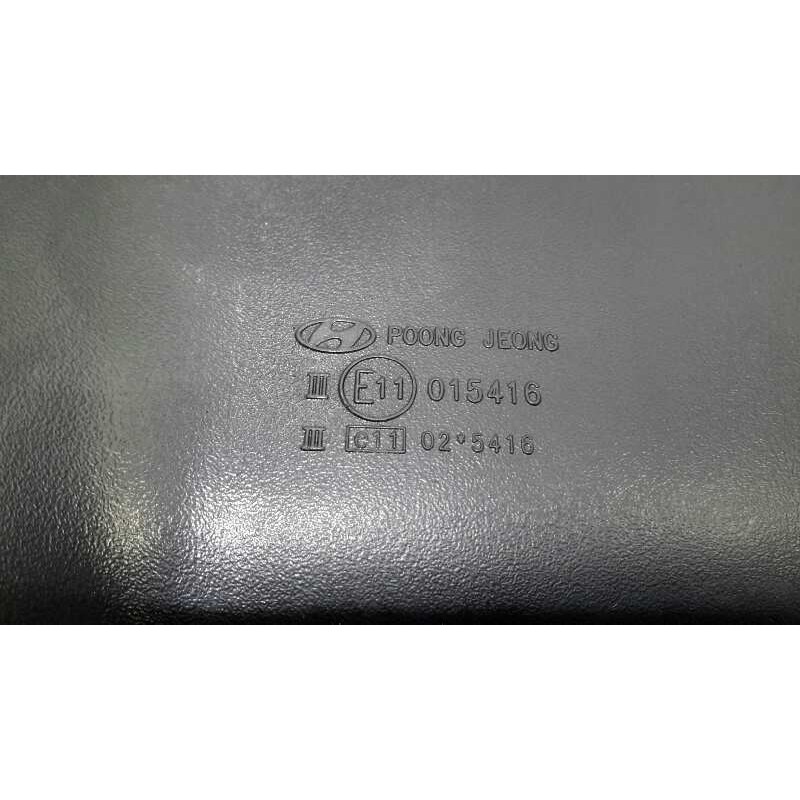 POONG JEONG
III E11 015416
III C11 02*5416